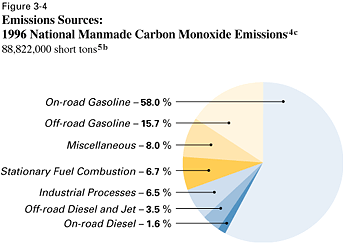 Figure 3-4
Emissions Sources:
1996 National Manmade Carbon Monoxide Emissions4c
88,822,000 short tons5b
On-road Gasoline – 58.0 %
Off-road Gasoline – 15.7 %
Miscellaneous – 8.0 %
Stationary Fuel Combustion – 6.7 %
Industrial Processes – 6.5 %
Off-road Diesel and Jet – 3.5 %
On-road Diesel – 1.6 %